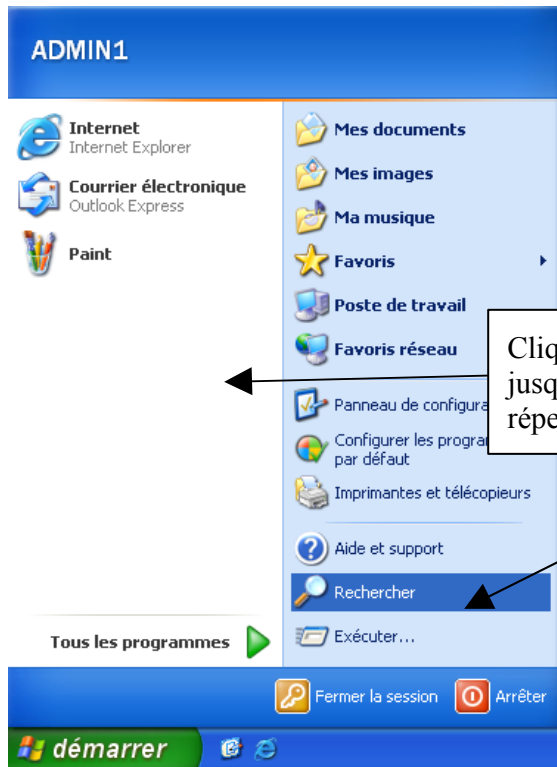 ADMIN1
Internet
Internet Explorer
Courrier électronique
Outlook Express
Paint
Tous les programmes
Mes documents
Mes images
Ma musique
Favoris
Poste de travail
Favoris réseau
Panneau de configura
Configurer les program
par défaut
Imprimantes et télécopieurs
Aide et support
Rechercher
Exécuter...
Cliq
jusq
répe
Fermer la session
Arrêter
démarrer